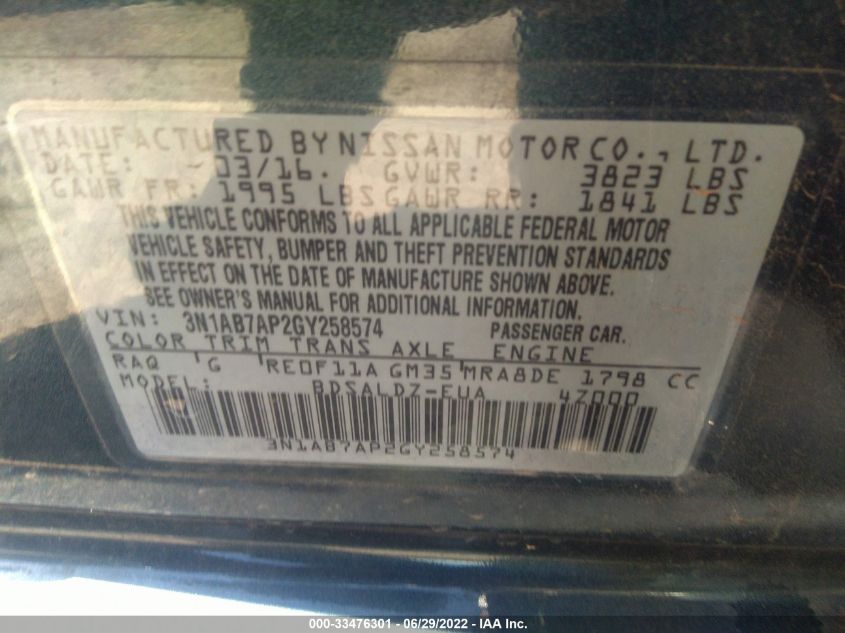 MANUFACTURED BY NISSAN MOTOR CO., LTD.
DATE: 03/16. GVWR: 3823 LBS
GAWR FR: 1995 LBS GAWR RR: 1841 LBS
THIS VEHICLE CONFORMS TO ALL APPLICABLE FEDERAL MOTOR
VEHICLE SAFETY, BUMPER AND THEFT PREVENTION STANDARDS
IN EFFECT ON THE DATE OF MANUFACTURE SHOWN ABOVE.
SEE OWNER'S MANUAL FOR ADDITIONAL INFORMATION.
VIN: 3N1AB7AP2GY258574 PASSENGER CAR.
COLOR TRIM TRANS AXLE ENGINE
RAQ G RE0F11A GM35 MRA8DE 1798 CC
MODEL: BDSALDZ-EUA 4Z000
3N1AB7AP2GY258574
000-33476301 - 06/29/2022 - IAA Inc.